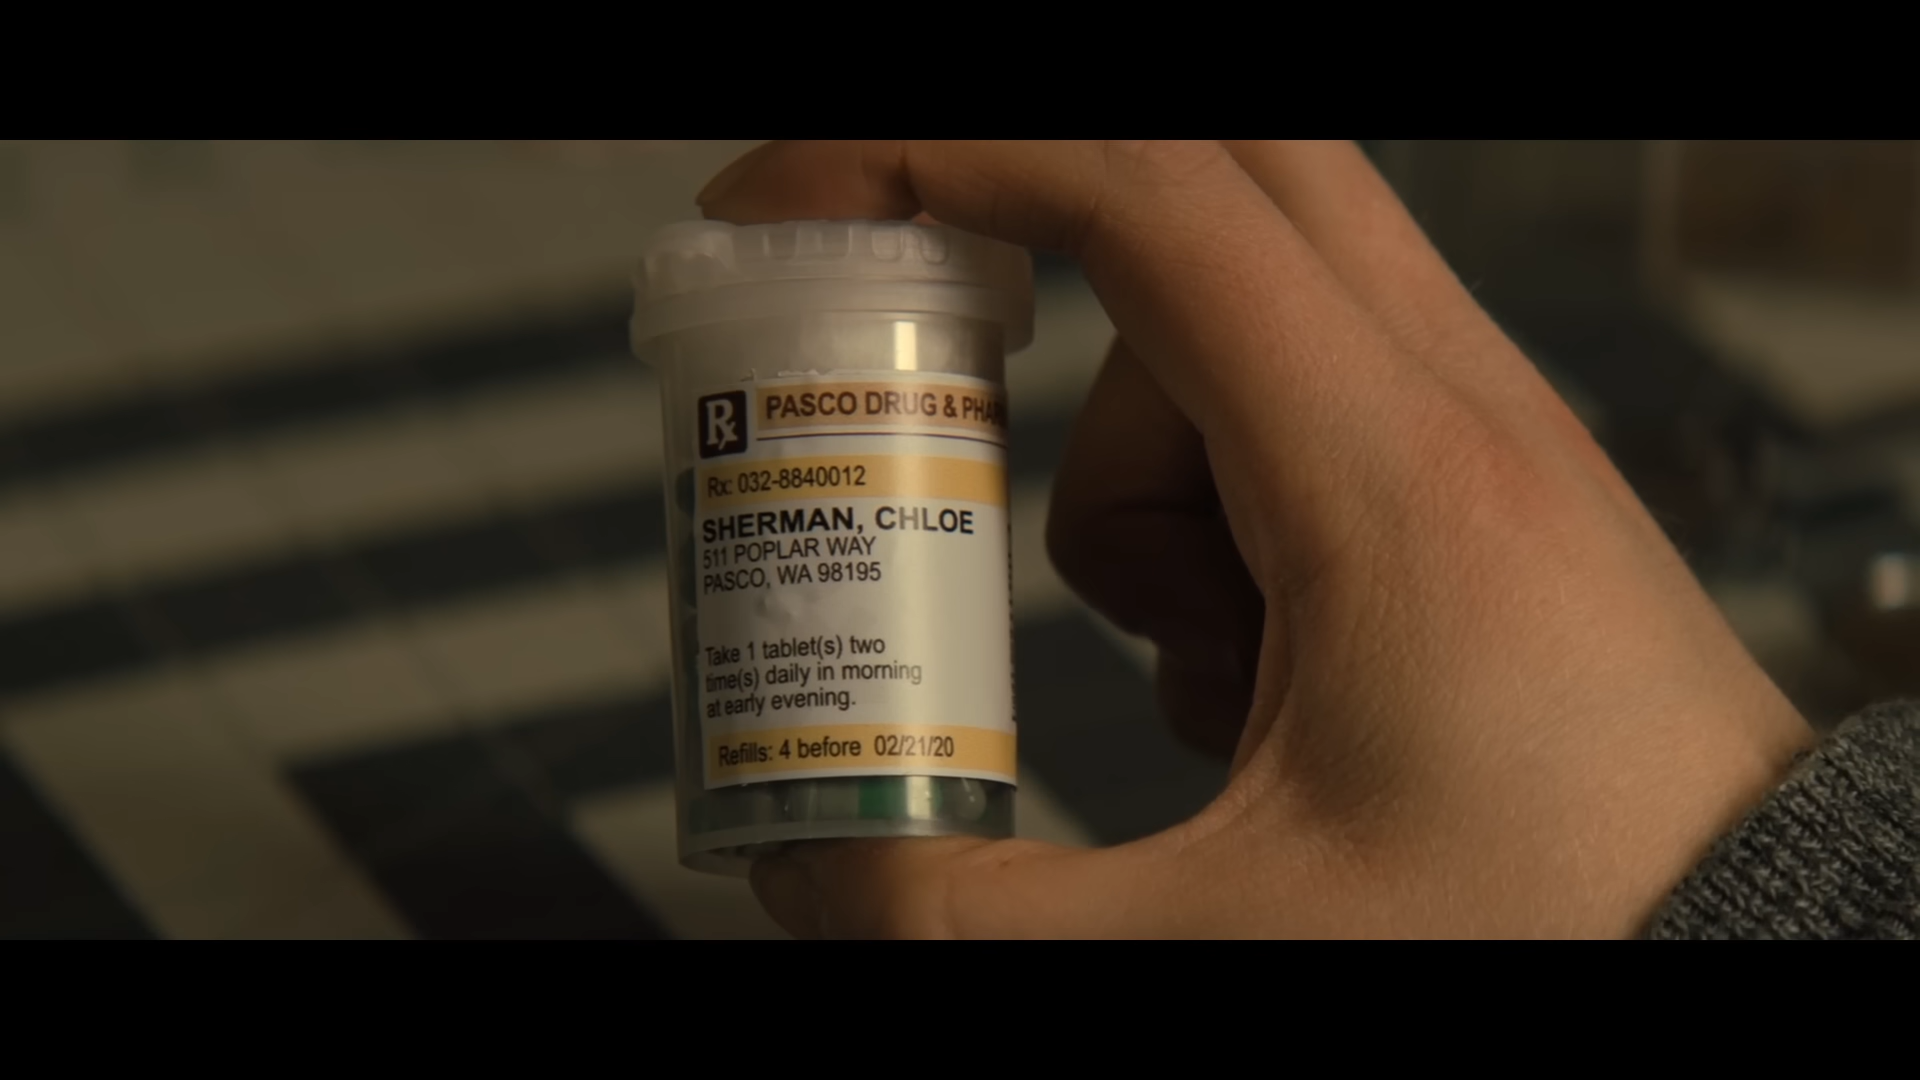 Rx
PASCO DRUG & PHAR
Rx: 032-8840012
SHERMAN, CHLOE
511 POPLAR WAY
PASCO, WA 98195
Take 1 tablet(s) two
time(s) daily in morning
at early evening.
Refills: 4 before 02/21/20